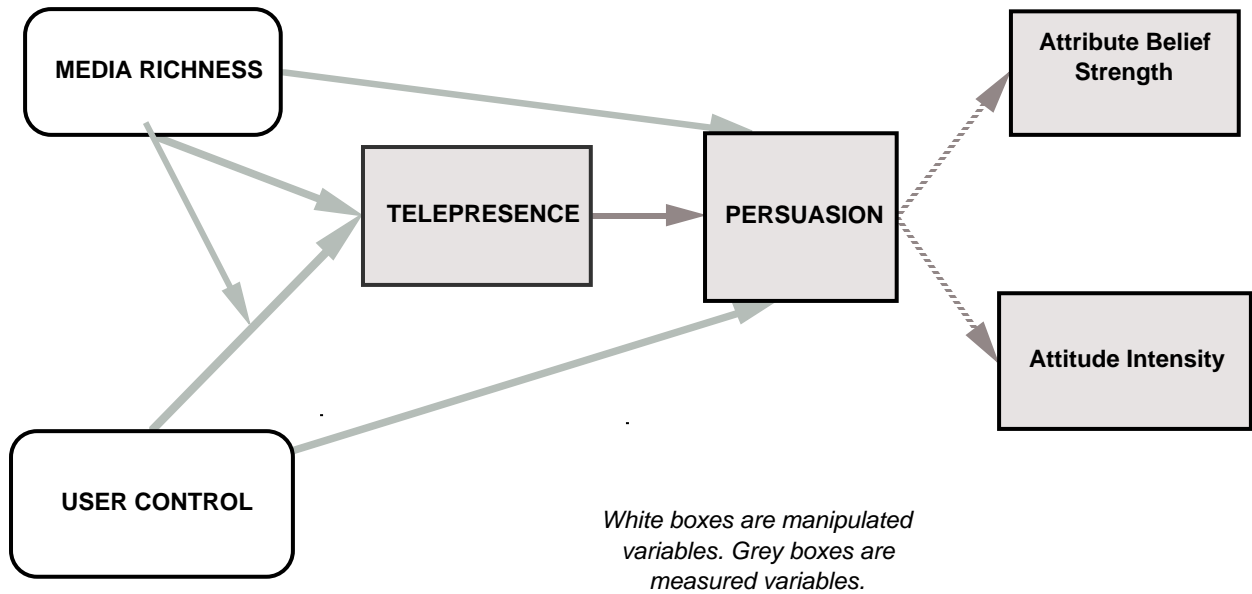 MEDIA RICHNESS
Attribute Belief
Strength
TELEPRESENCE
PERSUASION
Attitude Intensity
USER CONTROL
White boxes are manipulated
variables. Grey boxes are
measured variables.